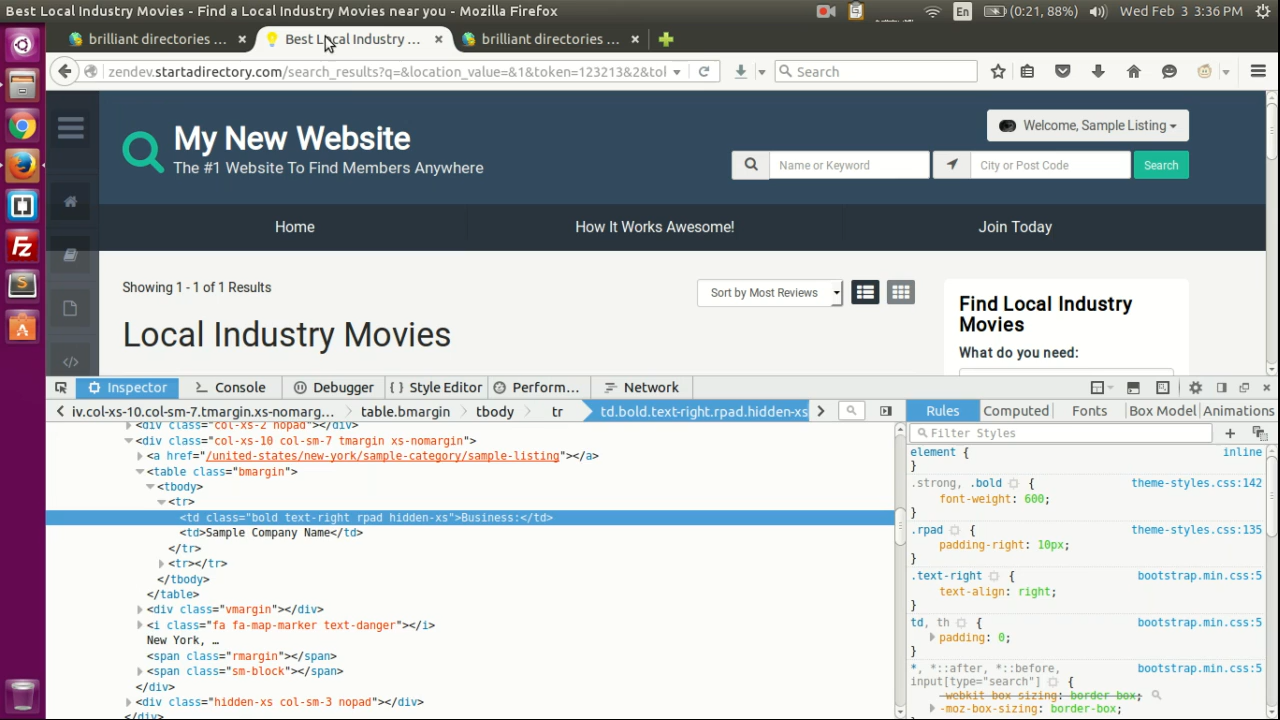 Best Local Industry Movies - Find a Local Industry Movies near you - Mozilla Firefox
En (0:21, 88%) Wed Feb 3 3:36 PM
brilliant directories ... × Best Local Industry ... × brilliant directories ... ×
zendev.startadirectory.com/search_results?q=&location_value=&1&token=123213&2&tol Search
My New Website
The #1 Website To Find Members Anywhere
Welcome, Sample Listing
Name or Keyword City or Post Code Search
Home How It Works Awesome! Join Today
Showing 1 - 1 of 1 Results
Sort by Most Reviews
Local Industry Movies
Find Local Industry
Movies
What do you need:
Inspector Console Debugger Style Editor Perform... Network
iv.col-xs-10.col-sm-7.tmargin.xs-nomarg... table.bmargin tbody tr td.bold.text-right.rpad.hidden-xs
Rules Computed Fonts Box Model Animations
<div class="col-xs-2 nopad"></div>
<div class="col-xs-10 col-sm-7 tmargin xs-nomargin">
<a href="/united-states/new-york/sample-category/sample-listing"></a>
<table class="bmargin">
<tbody>
<tr>
<td class="bold text-right rpad hidden-xs">Business:</td>
<td>Sample Company Name</td>
</tr>
<tr></tr>
</tbody>
</table>
<div class="vmargin"></div>
<i class="fa fa-map-marker text-danger"></i>
New York, …
<span class="rmargin"></span>
<span class="sm-block"></span>
</div>
<div class="hidden-xs col-sm-3 nopad"></div>
</div>
Filter Styles
element { inline
}
.strong, .bold { theme-styles.css:142
font-weight: 600;
}
.rpad { theme-styles.css:135
padding-right: 10px;
}
.text-right { bootstrap.min.css:5
text-align: right;
}
td, th { bootstrap.min.css:5
padding: 0;
}
*, *::after, *::before, bootstrap.min.css:5
input[type="search"] {
-webkit-box-sizing: border-box;
-moz-box-sizing: border-box;